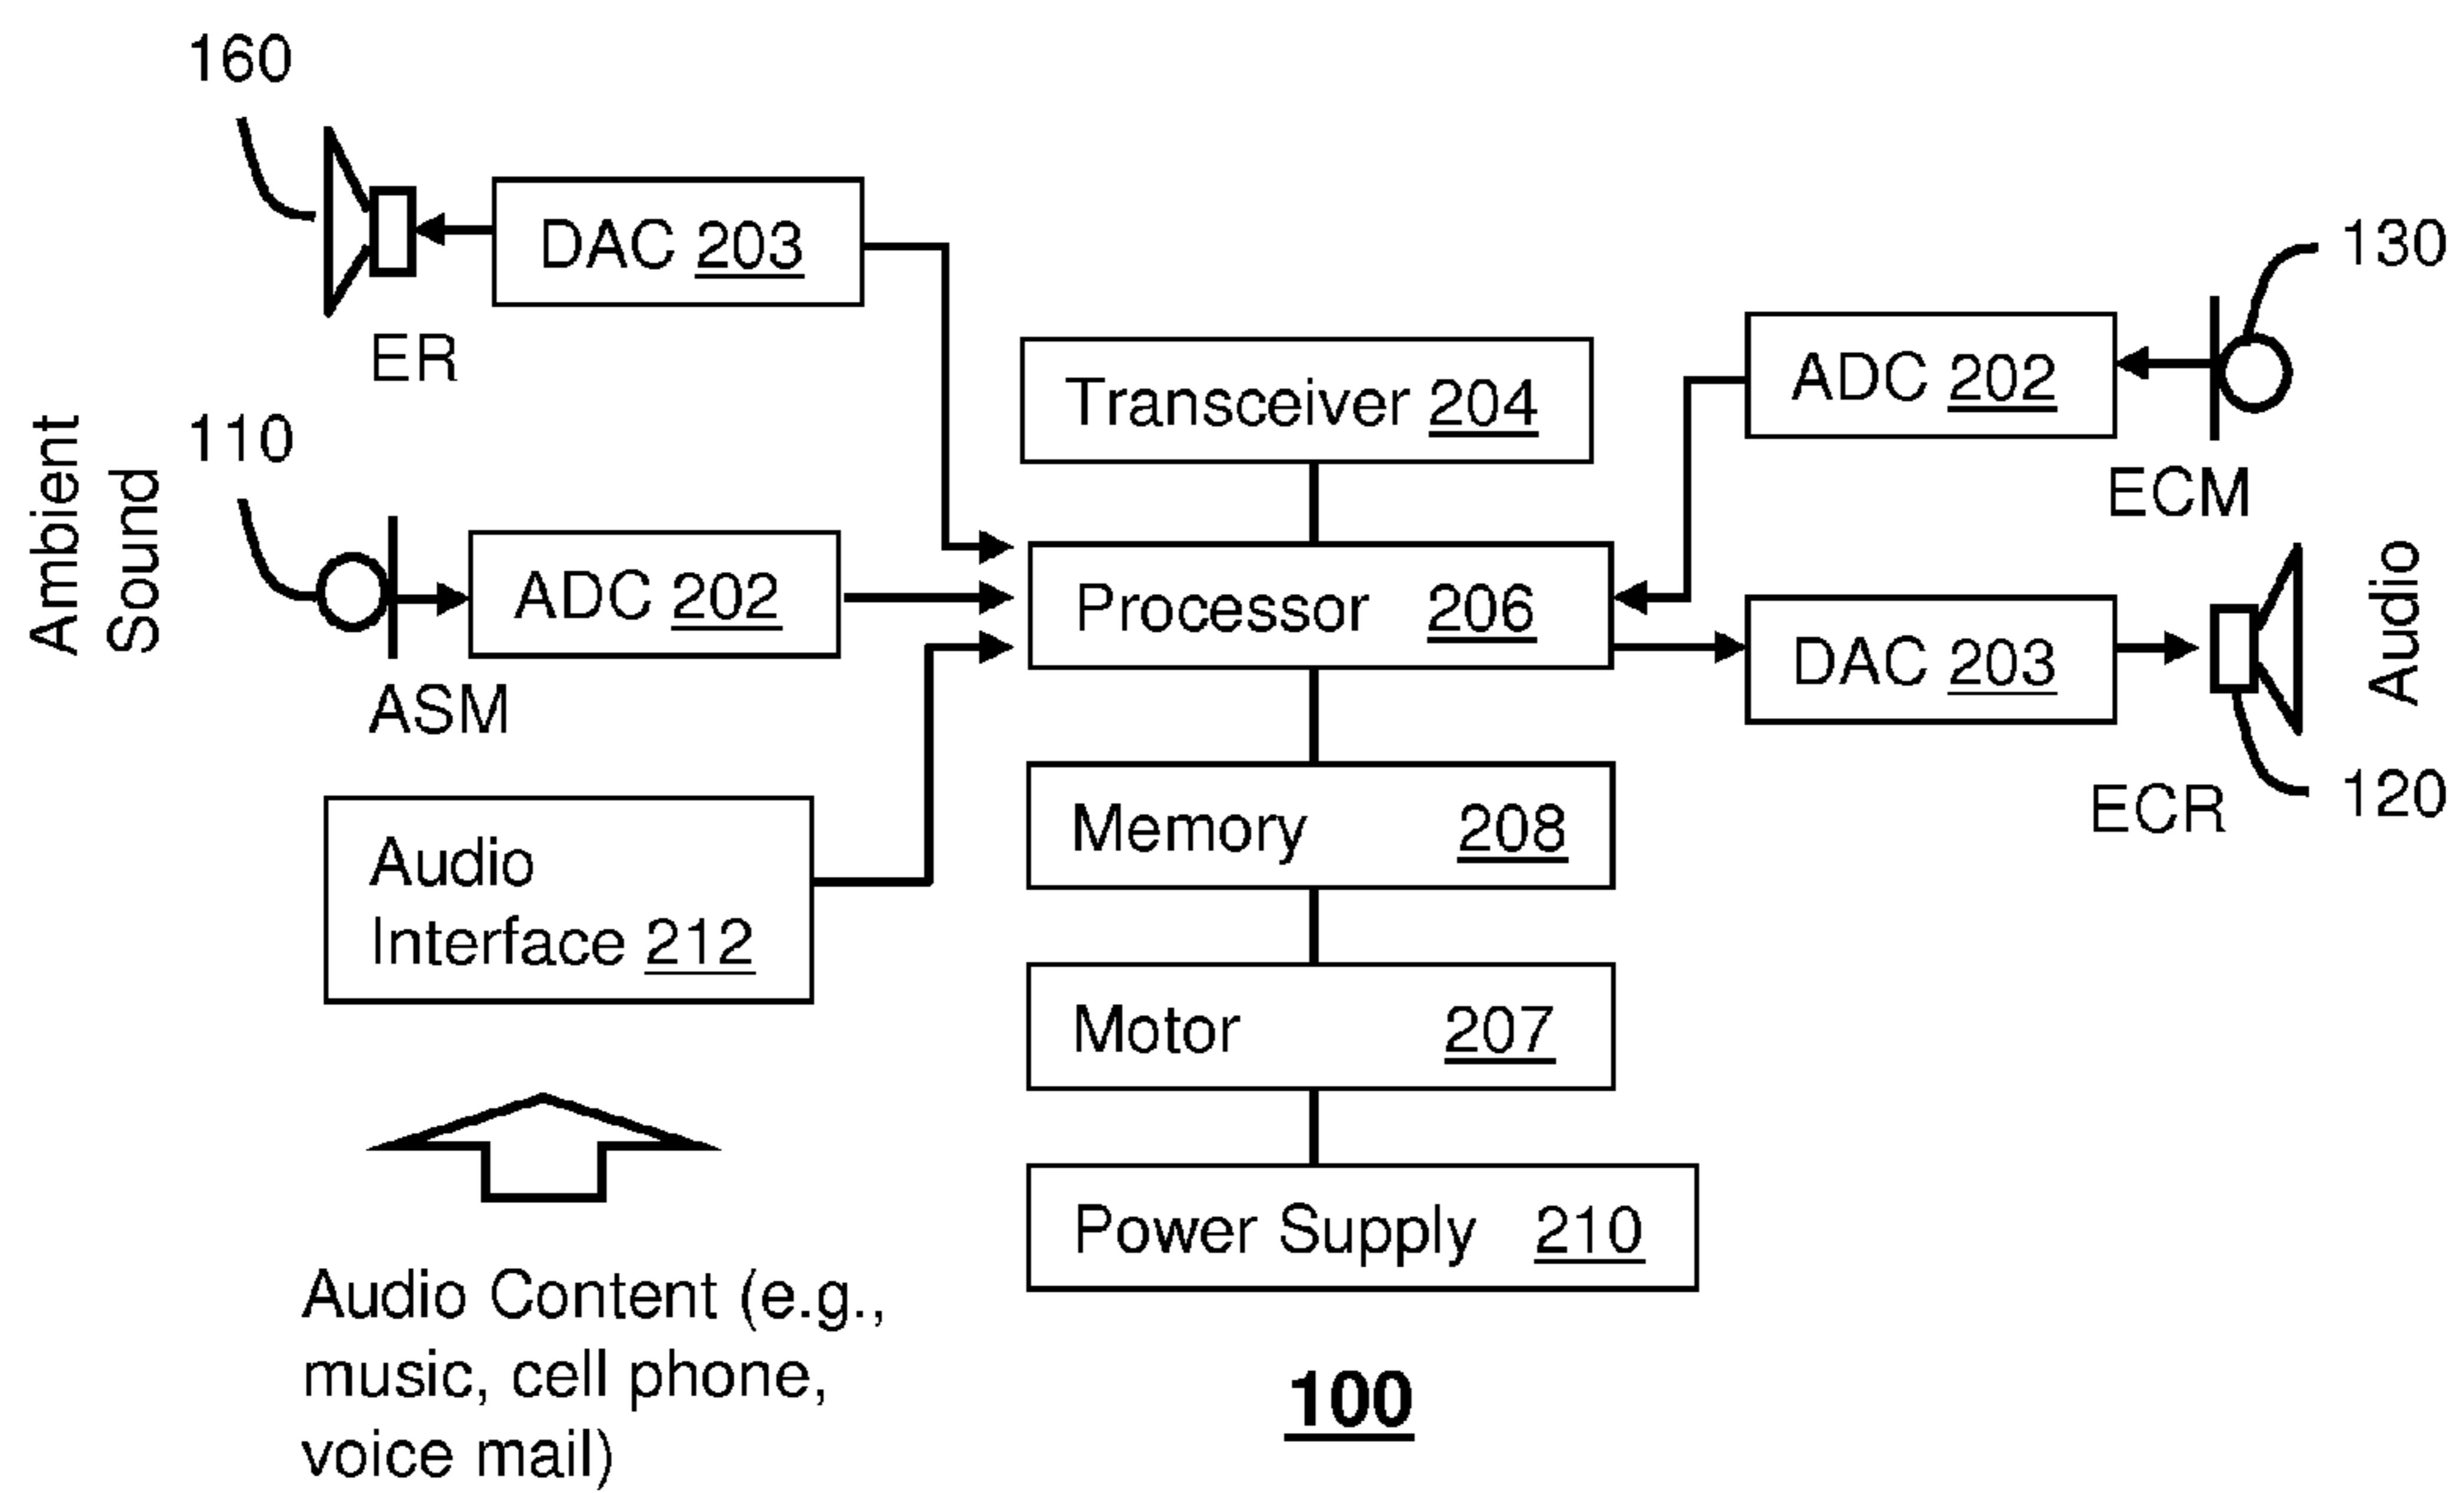 160
DAC 203
ER
130
ADC 202
ECM
Transceiver 204
Ambient
Sound
110
ADC 202
ASM
Processor 206
DAC 203
Audio
ECR
120
Memory 208
Audio
Interface 212
Motor 207
Power Supply 210
Audio Content (e.g.,
music, cell phone,
voice mail)
100